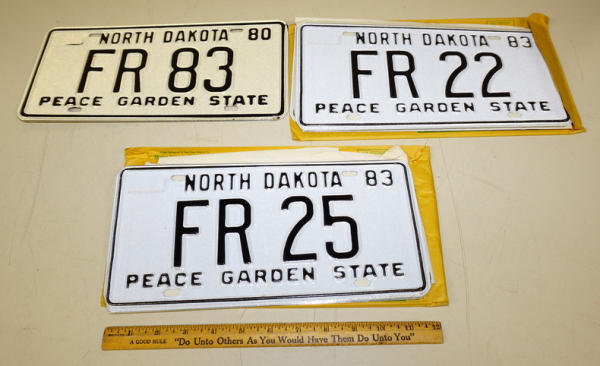 NORTH DAKOTA 80
FR 83
PEACE GARDEN STATE
NORTH DAKOTA 83
FR 22
PEACE GARDEN STATE
NORTH DAKOTA 83
FR 25
PEACE GARDEN STATE
A GOOD RULE "Do Unto Others As You Would Have Them Do Unto You"